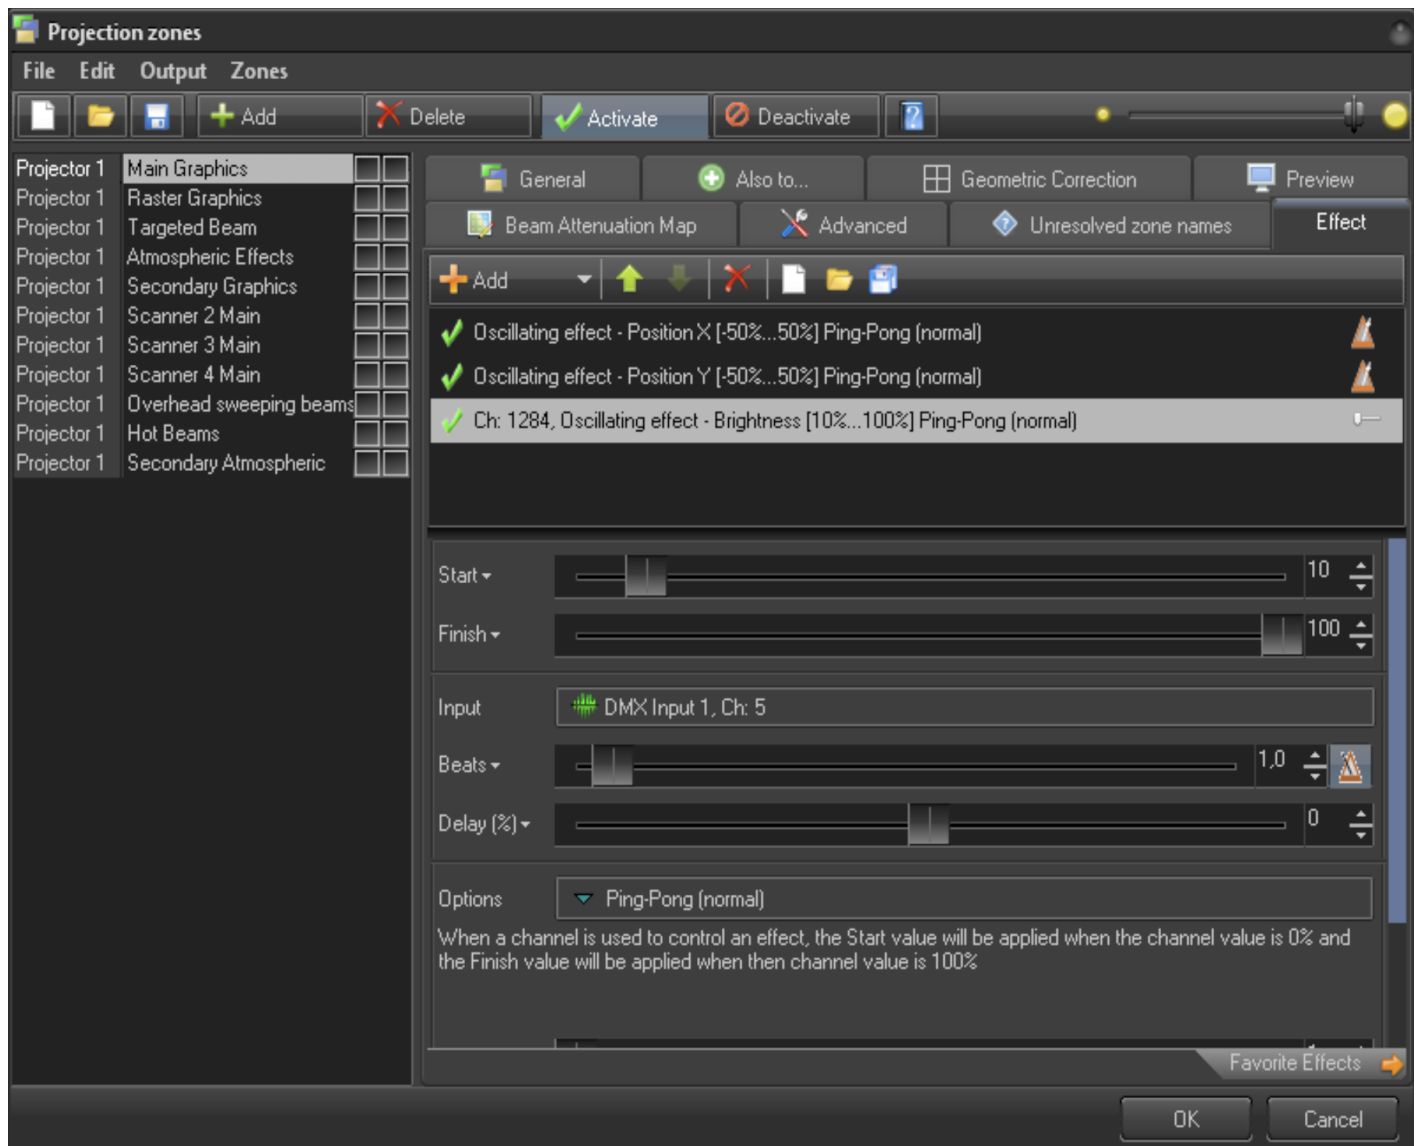 Projection zones
File Edit Output Zones
Add Delete Activate Deactivate
Projector 1 Main Graphics
Projector 1 Raster Graphics
Projector 1 Targeted Beam
Projector 1 Atmospheric Effects
Projector 1 Secondary Graphics
Projector 1 Scanner 2 Main
Projector 1 Scanner 3 Main
Projector 1 Scanner 4 Main
Projector 1 Overhead sweeping beams
Projector 1 Hot Beams
Projector 1 Secondary Atmospheric
General Also to... Geometric Correction Preview
Beam Attenuation Map Advanced Unresolved zone names Effect
Add
Oscillating effect - Position X [-50%...50%] Ping-Pong (normal)
Oscillating effect - Position Y [-50%...50%] Ping-Pong (normal)
Ch: 1284, Oscillating effect - Brightness [10%...100%] Ping-Pong (normal)
Start 10
Finish 100
Input DMX Input 1, Ch: 5
Beats 1,0
Delay (%) 0
Options Ping-Pong (normal)
When a channel is used to control an effect, the Start value will be applied when the channel value is 0% and
the Finish value will be applied when then channel value is 100%
Favorite Effects
OK Cancel